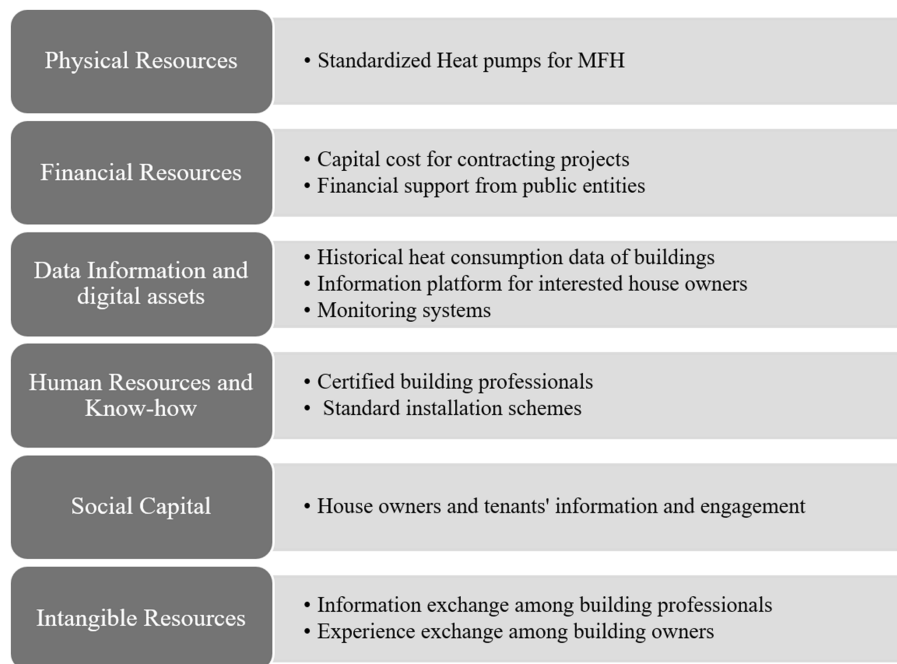 Physical Resources
• Standardized Heat pumps for MFH
Financial Resources
• Capital cost for contracting projects
• Financial support from public entities
Data Information and
digital assets
• Historical heat consumption data of buildings
• Information platform for interested house owners
• Monitoring systems
Human Resources and
Know-how
• Certified building professionals
• Standard installation schemes
Social Capital
• House owners and tenants' information and engagement
Intangible Resources
• Information exchange among building professionals
• Experience exchange among building owners